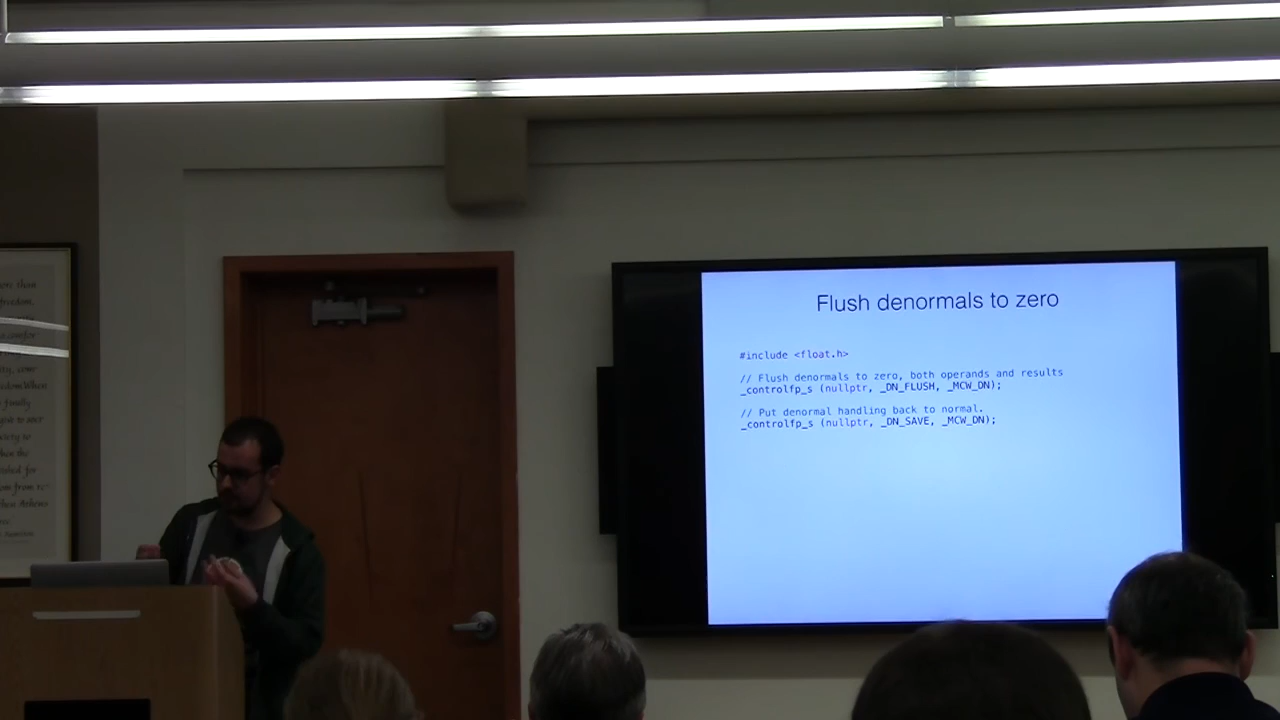 Flush denormals to zero
#include <float.h>
// Flush denormals to zero, both operands and results
_controlfp_s (nullptr, _DN_FLUSH, _MCW_DN);
// Put denormal handling back to normal.
_controlfp_s (nullptr, _DN_SAVE, _MCW_DN);